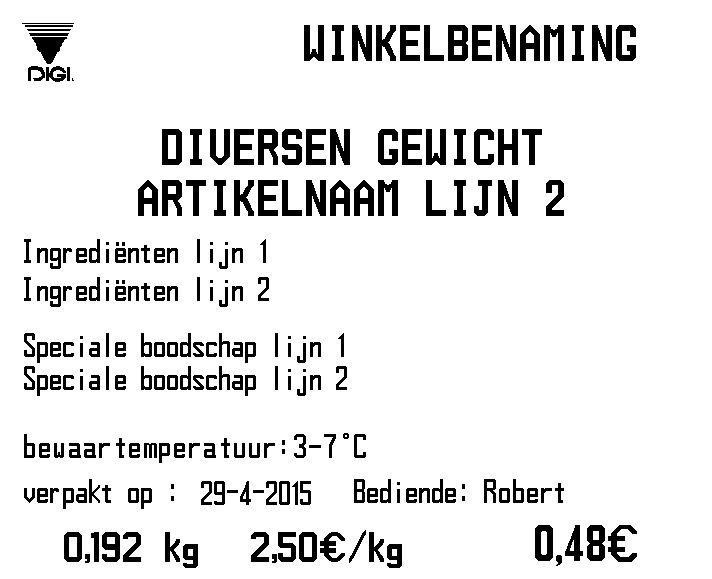 DIGI.
WINKELBENAMING
DIVERSEN GEWICHT
ARTIKELNAAM LIJN 2
Ingrediënten lijn 1
Ingrediënten lijn 2
Speciale boodschap lijn 1
Speciale boodschap lijn 2
bewaartemperatuur:3-7°C
verpakt op : 29-4-2015 Bediende: Robert
0,192 kg 2,50€/kg 0,48€